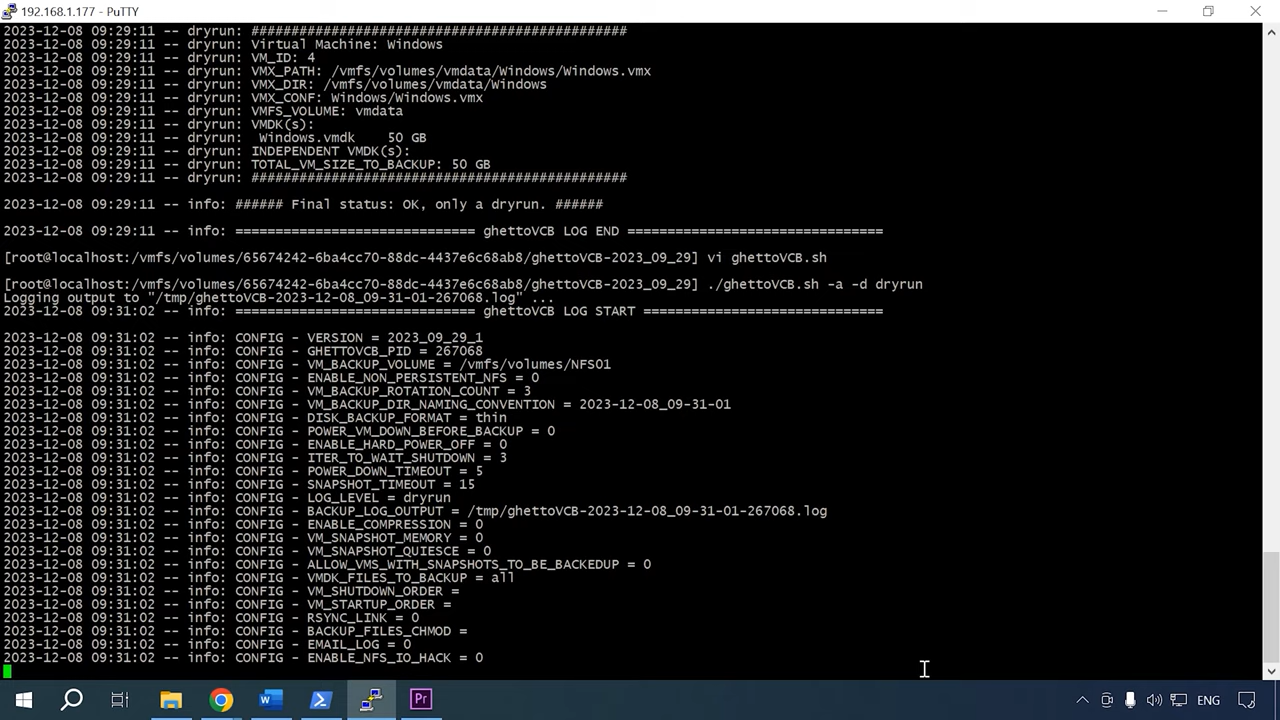 192.168.1.177 - PuTTY
2023-12-08 09:29:11 -- dryrun: ###############################################
2023-12-08 09:29:11 -- dryrun: Virtual Machine: Windows
2023-12-08 09:29:11 -- dryrun: VM_ID: 4
2023-12-08 09:29:11 -- dryrun: VMX_PATH: /vmfs/volumes/vmdata/Windows/Windows.vmx
2023-12-08 09:29:11 -- dryrun: VMX_DIR: /vmfs/volumes/vmdata/Windows
2023-12-08 09:29:11 -- dryrun: VMX_CONF: Windows/Windows.vmx
2023-12-08 09:29:11 -- dryrun: VMFS_VOLUME: vmdata
2023-12-08 09:29:11 -- dryrun: VMDK(s):
2023-12-08 09:29:11 -- dryrun:  Windows.vmdk    50 GB
2023-12-08 09:29:11 -- dryrun: INDEPENDENT VMDK(s):
2023-12-08 09:29:11 -- dryrun: TOTAL_VM_SIZE_TO_BACKUP: 50 GB
2023-12-08 09:29:11 -- dryrun: ###############################################
2023-12-08 09:29:11 -- info: ###### Final status: OK, only a dryrun. ######
2023-12-08 09:29:11 -- info: ============================== ghettoVCB LOG END ==============================
[root@localhost:/vmfs/volumes/65674242-6ba4cc70-88dc-4437e6c68ab8/ghettoVCB-2023_09_29] vi ghettoVCB.sh
[root@localhost:/vmfs/volumes/65674242-6ba4cc70-88dc-4437e6c68ab8/ghettoVCB-2023_09_29] ./ghettoVCB.sh -a -d dryrun
Logging output to "/tmp/ghettoVCB-2023-12-08_09-31-01-267068.log" ...
2023-12-08 09:31:02 -- info: ============================== ghettoVCB LOG START ==============================
2023-12-08 09:31:02 -- info: CONFIG - VERSION = 2023_09_29_1
2023-12-08 09:31:02 -- info: CONFIG - GHETTOVCB_PID = 267068
2023-12-08 09:31:02 -- info: CONFIG - VM_BACKUP_VOLUME = /vmfs/volumes/NFS01
2023-12-08 09:31:02 -- info: CONFIG - ENABLE_NON_PERSISTENT_NFS = 0
2023-12-08 09:31:02 -- info: CONFIG - VM_BACKUP_ROTATION_COUNT = 3
2023-12-08 09:31:02 -- info: CONFIG - VM_BACKUP_DIR_NAMING_CONVENTION = 2023-12-08_09-31-01
2023-12-08 09:31:02 -- info: CONFIG - DISK_BACKUP_FORMAT = thin
2023-12-08 09:31:02 -- info: CONFIG - POWER_VM_DOWN_BEFORE_BACKUP = 0
2023-12-08 09:31:02 -- info: CONFIG - ENABLE_HARD_POWER_OFF = 0
2023-12-08 09:31:02 -- info: CONFIG - ITER_TO_WAIT_SHUTDOWN = 3
2023-12-08 09:31:02 -- info: CONFIG - POWER_DOWN_TIMEOUT = 5
2023-12-08 09:31:02 -- info: CONFIG - SNAPSHOT_TIMEOUT = 15
2023-12-08 09:31:02 -- info: CONFIG - LOG_LEVEL = dryrun
2023-12-08 09:31:02 -- info: CONFIG - BACKUP_LOG_OUTPUT = /tmp/ghettoVCB-2023-12-08_09-31-01-267068.log
2023-12-08 09:31:02 -- info: CONFIG - ENABLE_COMPRESSION = 0
2023-12-08 09:31:02 -- info: CONFIG - VM_SNAPSHOT_MEMORY = 0
2023-12-08 09:31:02 -- info: CONFIG - VM_SNAPSHOT_QUIESCE = 0
2023-12-08 09:31:02 -- info: CONFIG - ALLOW_VMS_WITH_SNAPSHOTS_TO_BE_BACKEDUP = 0
2023-12-08 09:31:02 -- info: CONFIG - VMDK_FILES_TO_BACKUP = all
2023-12-08 09:31:02 -- info: CONFIG - VM_SHUTDOWN_ORDER =
2023-12-08 09:31:02 -- info: CONFIG - VM_STARTUP_ORDER =
2023-12-08 09:31:02 -- info: CONFIG - RSYNC_LINK = 0
2023-12-08 09:31:02 -- info: CONFIG - BACKUP_FILES_CHMOD =
2023-12-08 09:31:02 -- info: CONFIG - EMAIL_LOG = 0
2023-12-08 09:31:02 -- info: CONFIG - ENABLE_NFS_IO_HACK = 0
W
Pr
ENG